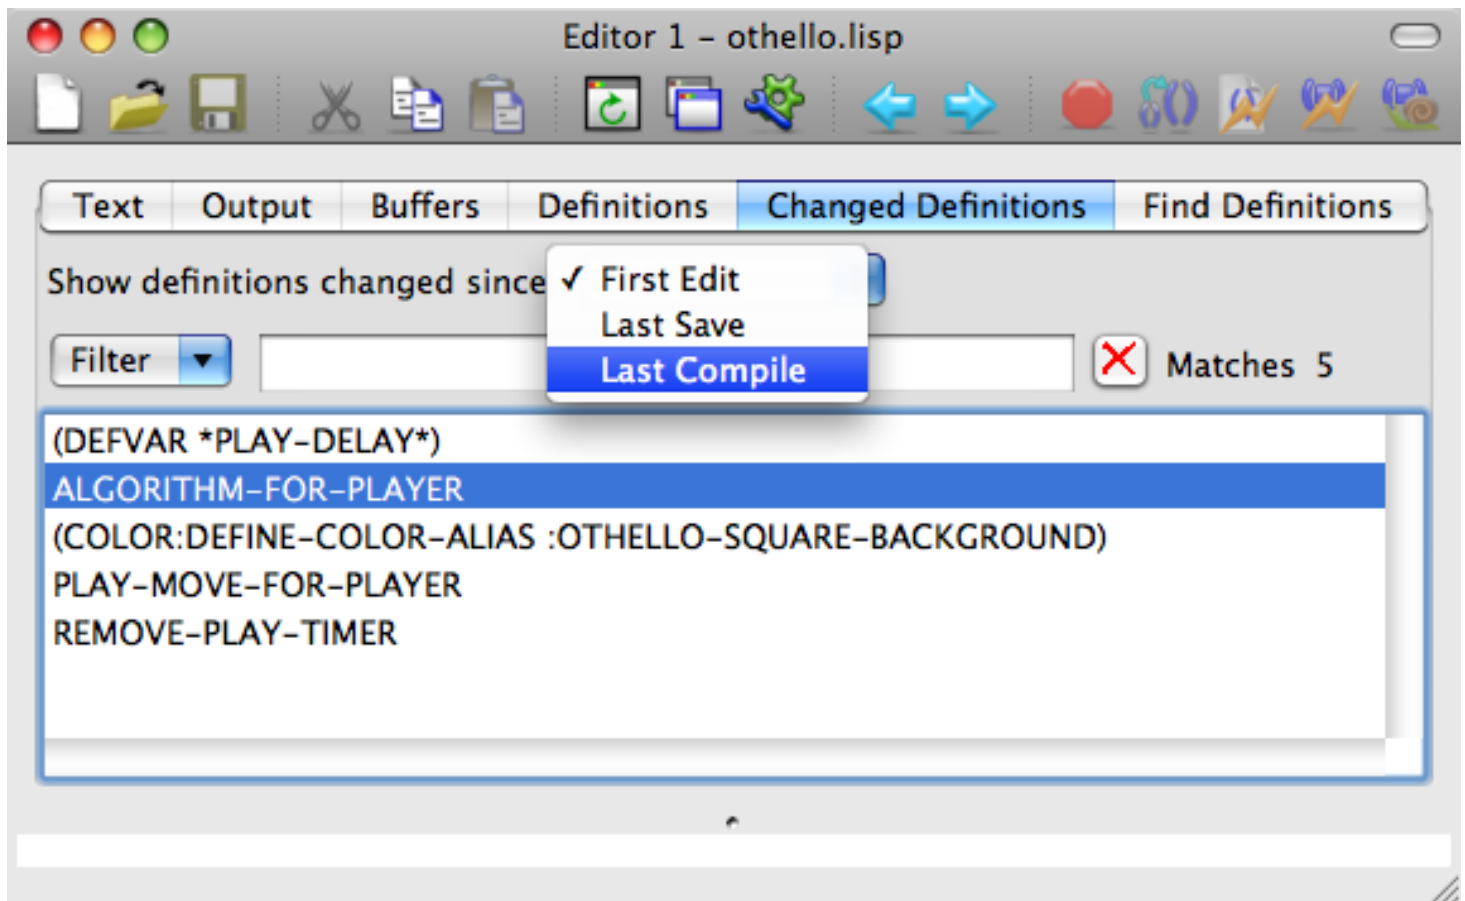 Editor 1 – othello.lisp
Text Output Buffers Definitions Changed Definitions Find Definitions
Show definitions changed since ✓ First Edit
Last Save
Last Compile
Filter Matches 5
(DEFVAR *PLAY-DELAY*)
ALGORITHM-FOR-PLAYER
(COLOR:DEFINE-COLOR-ALIAS :OTHELLO-SQUARE-BACKGROUND)
PLAY-MOVE-FOR-PLAYER
REMOVE-PLAY-TIMER